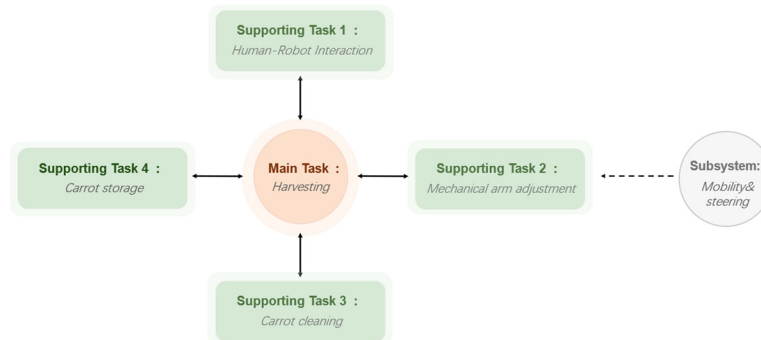 Supporting Task 1 :
Human-Robot Interaction
Supporting Task 4 :
Carrot storage
Main Task :
Harvesting
Supporting Task 2 :
Mechanical arm adjustment
Subsystem:
Mobility&
steering
Supporting Task 3 :
Carrot cleaning